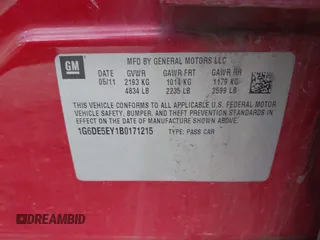 GM
MFD BY GENERAL MOTORS LLC
DATE GVWR GAWR FRT GAWR RR
05/11 2193 KG 1014 KG 1179 KG
4834 LB 2235 LB 2599 LB
THIS VEHICLE CONFORMS TO ALL APPLICABLE U.S. FEDERAL MOTOR
VEHICLE SAFETY, BUMPER, AND THEFT PREVENTION STANDARDS IN
EFFECT ON THE DATE OF MANUFACTURE SHOWN ABOVE.
1G6DE5EY1B0171215 TYPE: PASS CAR
DREAMBID